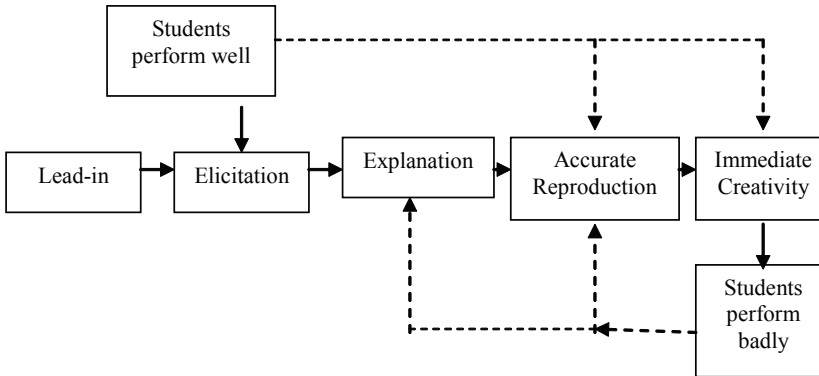 Students
perform well
Lead-in
Elicitation
Explanation
Accurate
Reproduction
Immediate
Creativity
Students
perform
badly